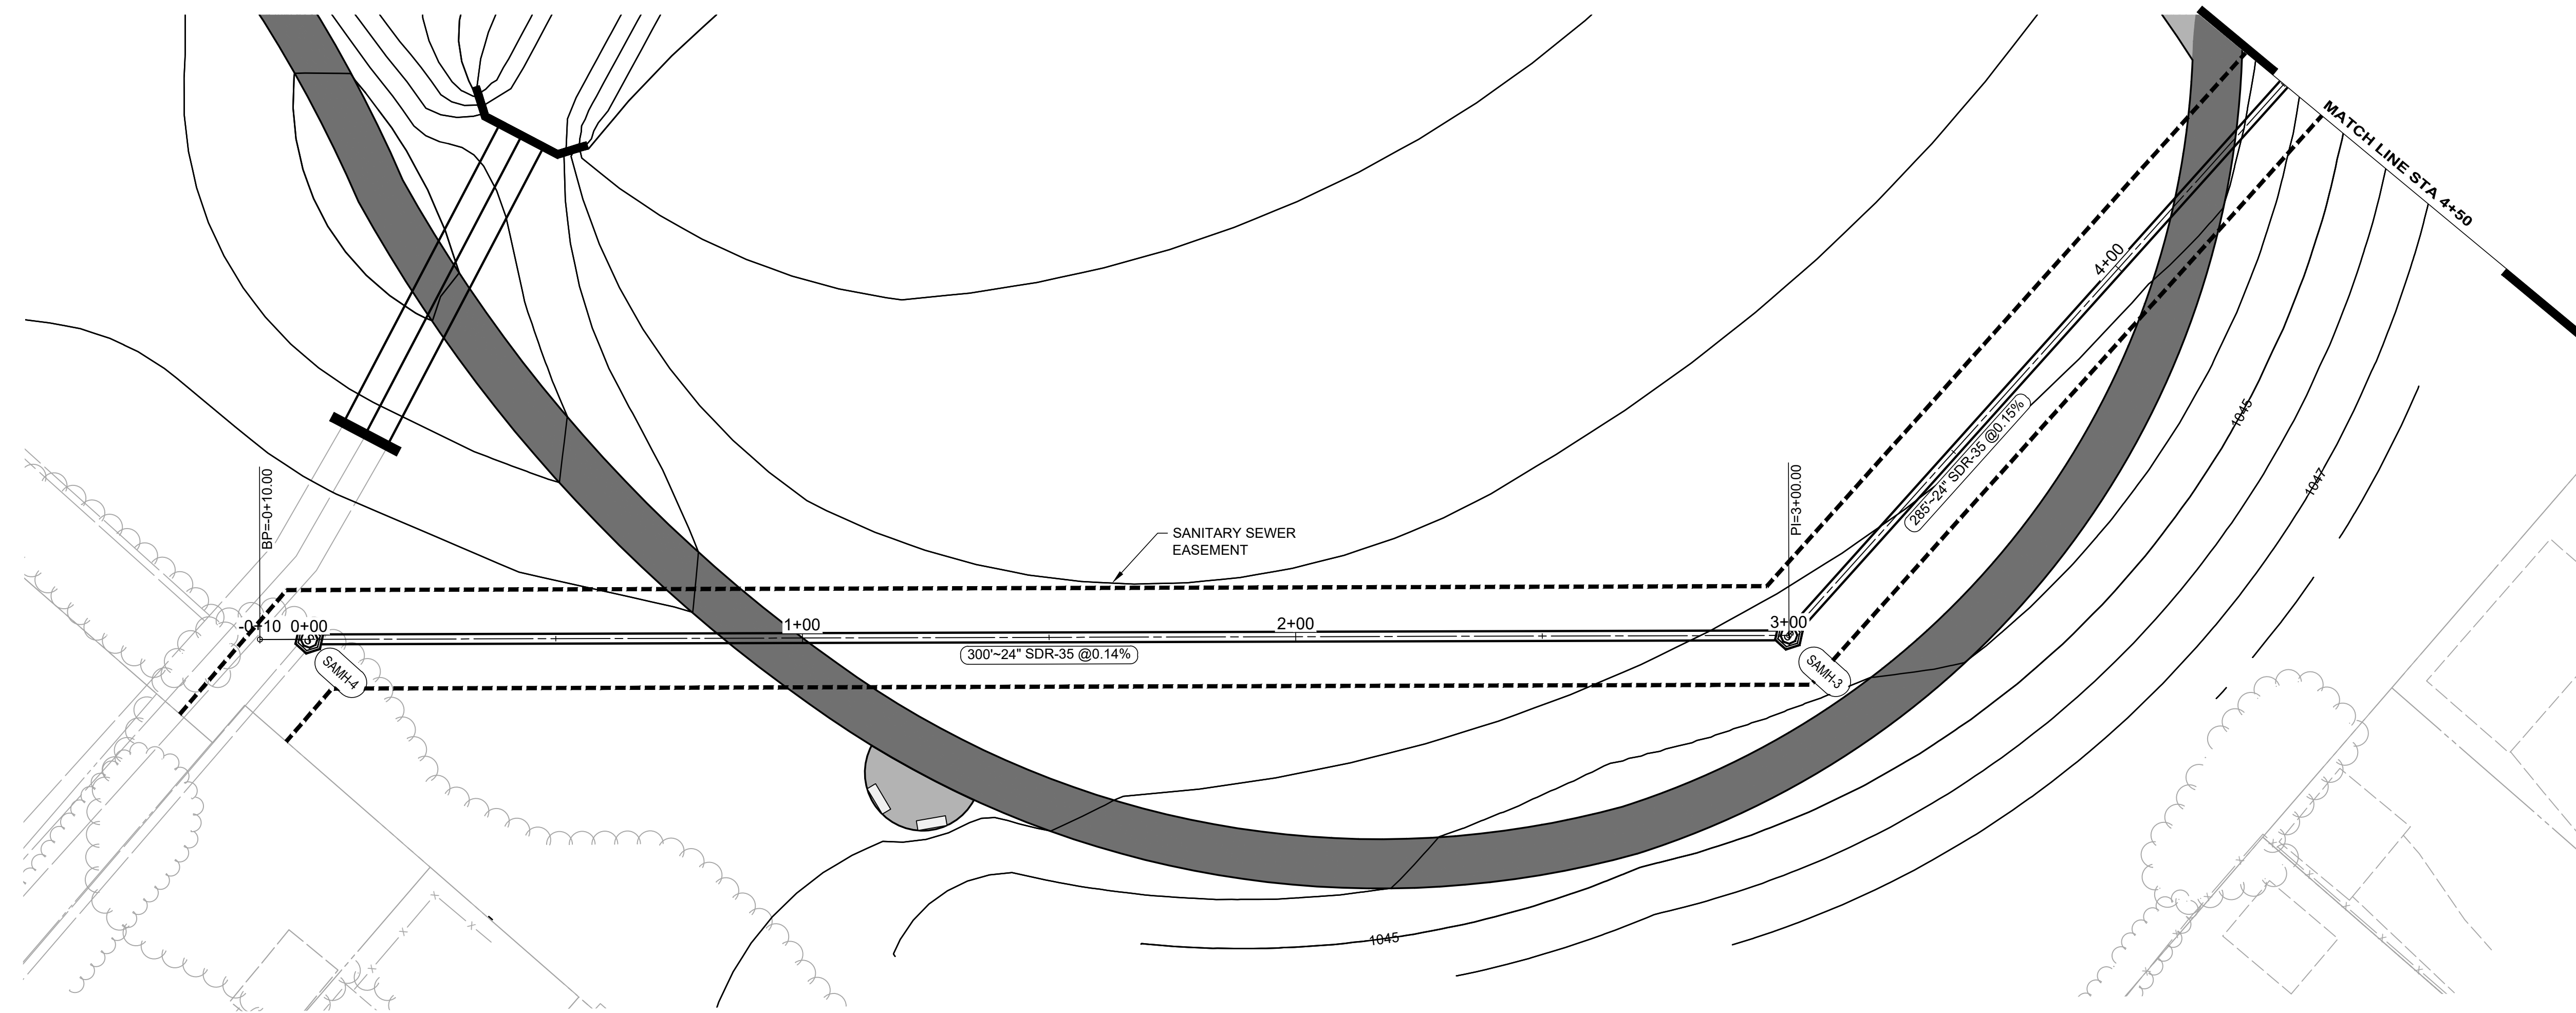 MATCH LINE STA 4+50
4+00
1045
285'~24" SDR-35 @0.15%
1047
BP=-0+10.00
PI=3+00.00
SANITARY SEWER
EASEMENT
-0+10
0+00
1+00
2+00
3+00
300'~24" SDR-35 @0.14%
SAMH-4
SAMH-3
1045